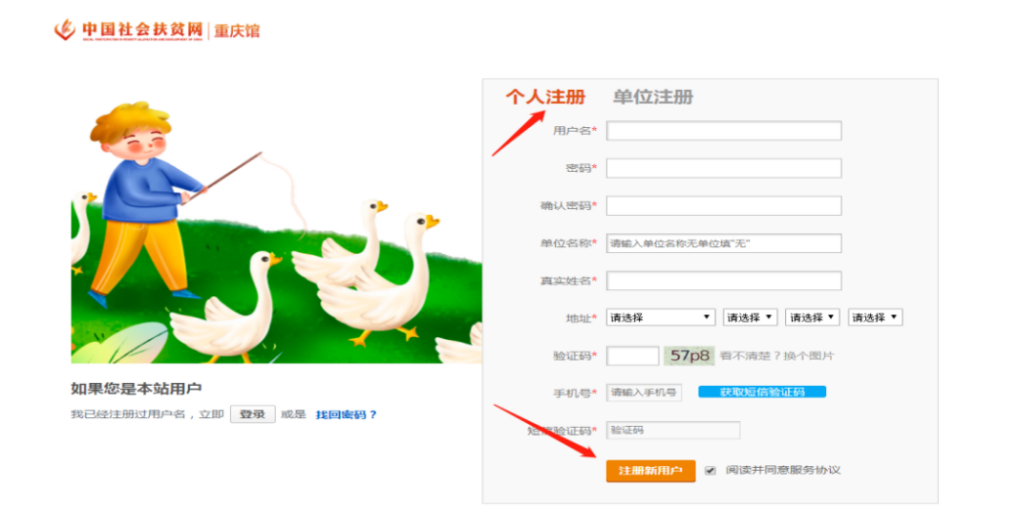 中国社会扶贫网 重庆馆
个人注册 单位注册
用户名*
密码*
确认密码*
单位名称* 请输入单位名称无单位填"无"
真实姓名*
地址* 请选择 请选择 请选择 请选择
验证码* 57p8 看不清楚？换个图片
手机号* 请输入手机号 获取短信验证码
短信验证码* 验证码
注册新用户 阅读并同意服务协议
如果您是本站用户
我已经注册过用户名，立即 登录 或是 找回密码？